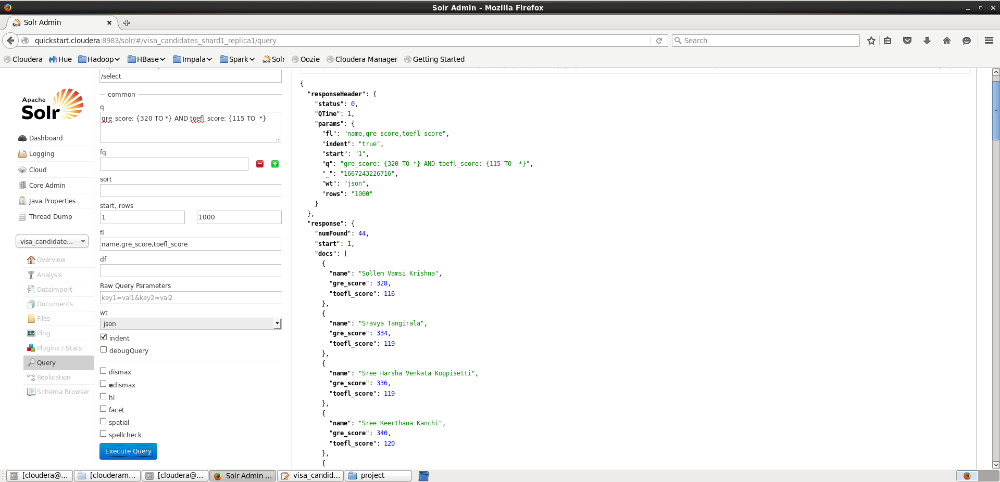 Solr Admin - Mozilla Firefox
Solr Admin
quickstart.cloudera:8983/solr/#/visa_candidates_shard1_replica1/query
Search
Cloudera Hue Hadoop HBase Impala Spark Solr Oozie Cloudera Manager Getting Started
Apache
Solr
Dashboard
Logging
Cloud
Core Admin
Java Properties
Thread Dump
visa_candidate...
Overview
Analysis
Dataimport
Documents
Files
Ping
Plugins / Stats
Query
Replication
Schema Browser
/select
common
q
gre_score: {320 TO *} AND toefl_score: {115 TO  *}
fq
sort
start, rows
1 1000
fl
name,gre_score,toefl_score
df
Raw Query Parameters
key1=val1&key2=val2
wt
json
indent
debugQuery
dismax
edismax
hl
facet
spatial
spellcheck
Execute Query
{
"responseHeader": {
"status": 0,
"QTime": 1,
"params": {
"fl": "name,gre_score,toefl_score",
"indent": "true",
"start": "1",
"q": "gre_score: {320 TO *} AND toefl_score: {115 TO  *}",
"_": "1667243226716",
"wt": "json",
"rows": "1000"
}
},
"response": {
"numFound": 44,
"start": 1,
"docs": [
{
"name": "Sollem Vamsi Krishna",
"gre_score": 328,
"toefl_score": 116
},
{
"name": "Sravya Tangirala",
"gre_score": 334,
"toefl_score": 119
},
{
"name": "Sree Harsha Venkata Koppisetti",
"gre_score": 336,
"toefl_score": 119
},
{
"name": "Sree Keerthana Kanchi",
"gre_score": 340,
"toefl_score": 120
},
{
[cloudera@... [clouderam... [cloudera@... Solr Admin ... visa_candid... project